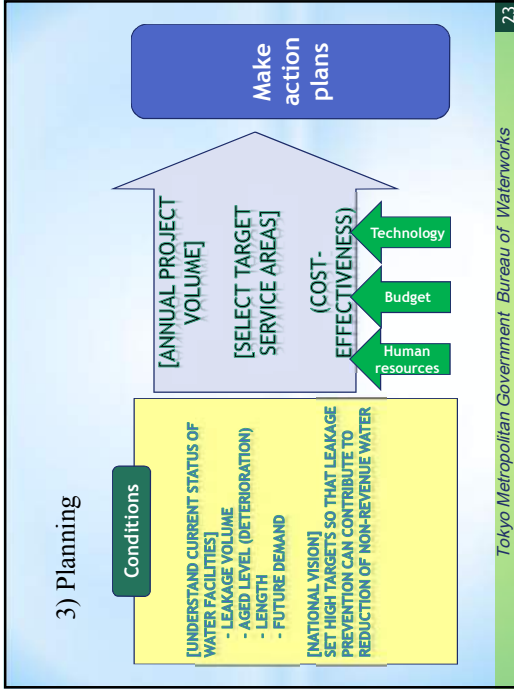 3) Planning
Conditions
[UNDERSTAND CURRENT STATUS OF
WATER FACILITIES]
- LEAKAGE VOLUME
- AGED LEVEL (DETERIORATION)
- LENGTH
- FUTURE DEMAND
[NATIONAL VISION]
SET HIGH TARGETS SO THAT LEAKAGE
PREVENTION CAN CONTRIBUTE TO
REDUCTION OF NON-REVENUE WATER
[ANNUAL PROJECT
VOLUME]
[SELECT TARGET
SERVICE AREAS]
(COST-
EFFECTIVENESS)
Human
resources
Budget
Technology
Make
action
plans
Tokyo Metropolitan Government Bureau of Waterworks
23